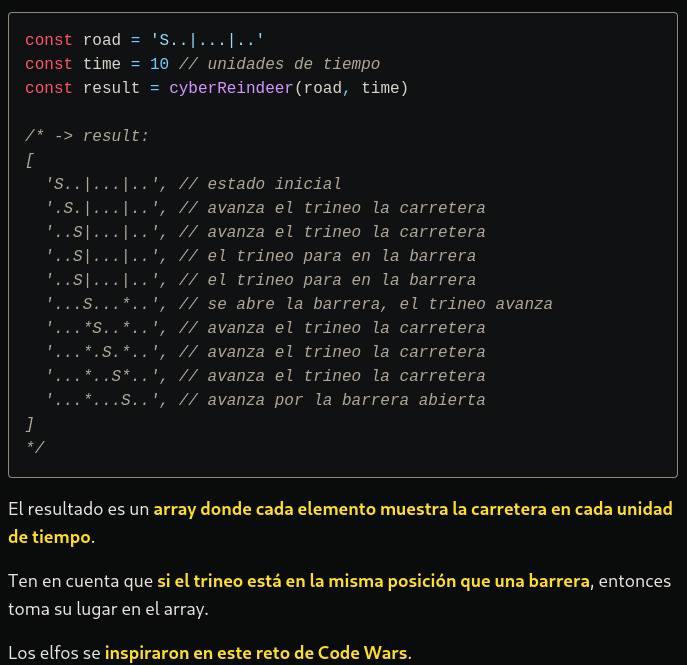 const road = 'S..|...|..'
const time = 10 // unidades de tiempo
const result = cyberReindeer(road, time)
/* -> result:
[
'S..|...|..', // estado inicial
'.S.|...|..', // avanza el trineo la carretera
'..S|...|..', // avanza el trineo la carretera
'..S|...|..', // el trineo para en la barrera
'..S|...|..', // el trineo para en la barrera
'...S...*..', // se abre la barrera, el trineo avanza
'...*S..*..', // avanza el trineo la carretera
'...*.S.*..', // avanza el trineo la carretera
'...*..S*..', // avanza el trineo la carretera
'...*...S..', // avanza por la barrera abierta
]
*/
El resultado es un array donde cada elemento muestra la carretera en cada unidad
de tiempo.
Ten en cuenta que si el trineo está en la misma posición que una barrera, entonces
toma su lugar en el array.
Los elfos se inspiraron en este reto de Code Wars.